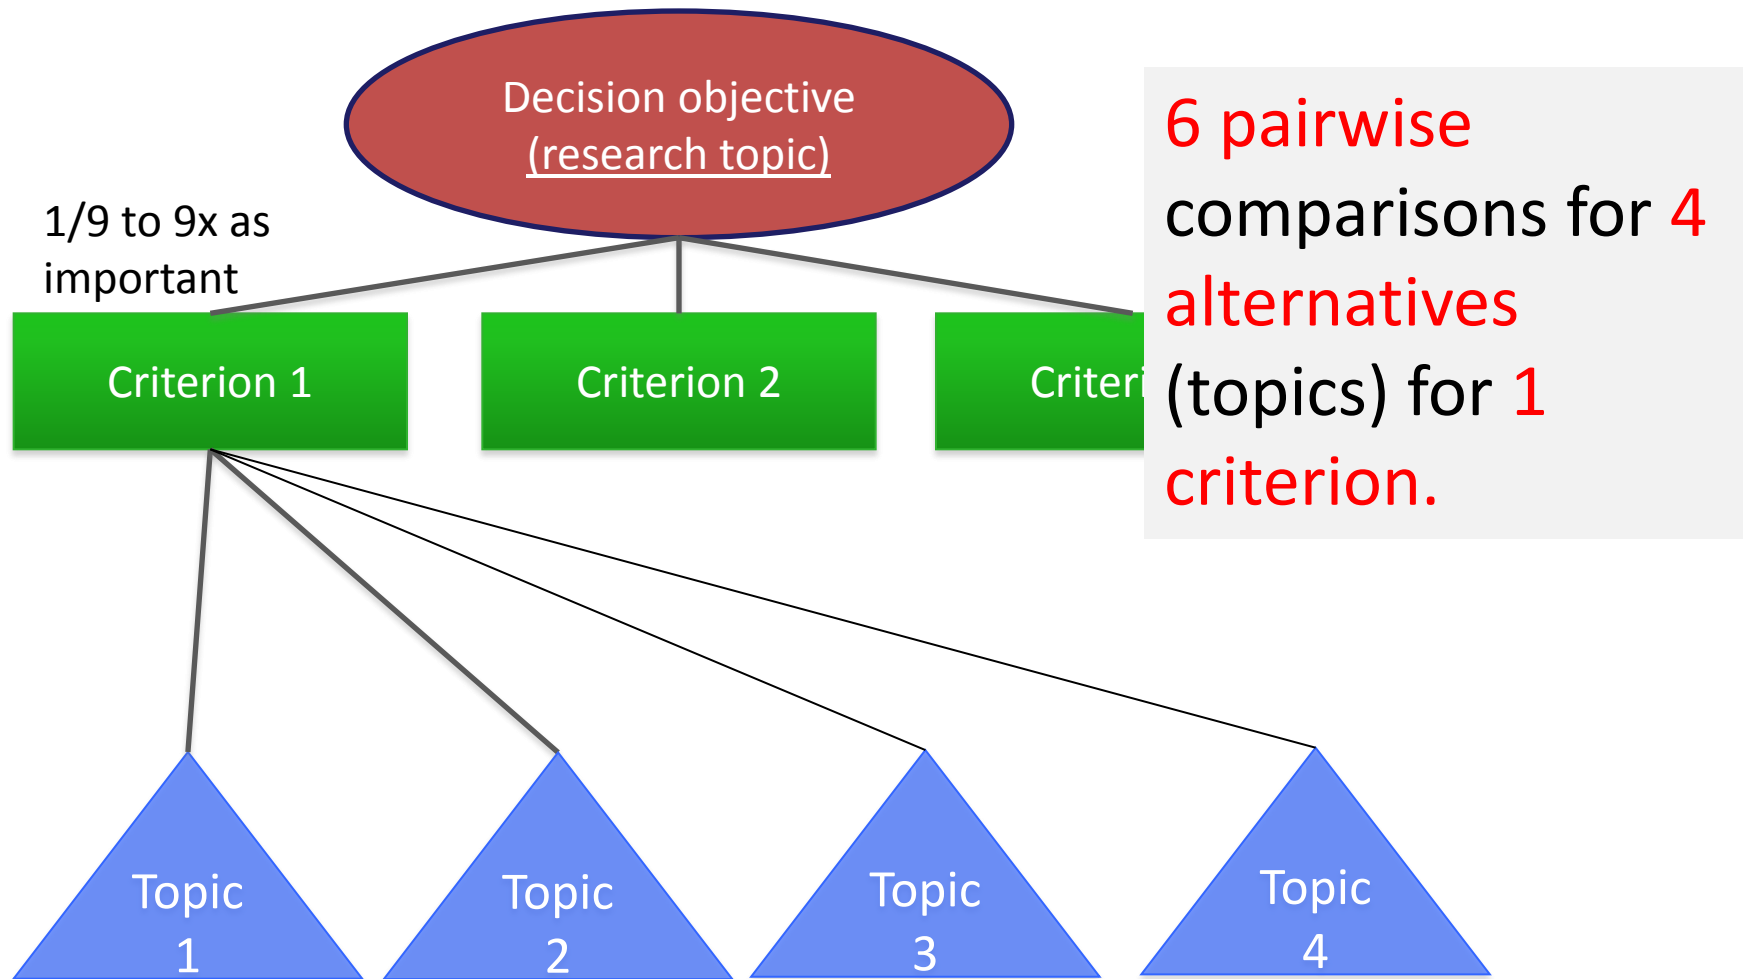 Decision objective
(research topic)
1/9 to 9x as
important
Criterion 1
Criterion 2
Criteri
6 pairwise
comparisons for 4
alternatives
(topics) for 1
criterion.
Topic
1
Topic
2
Topic
3
Topic
4